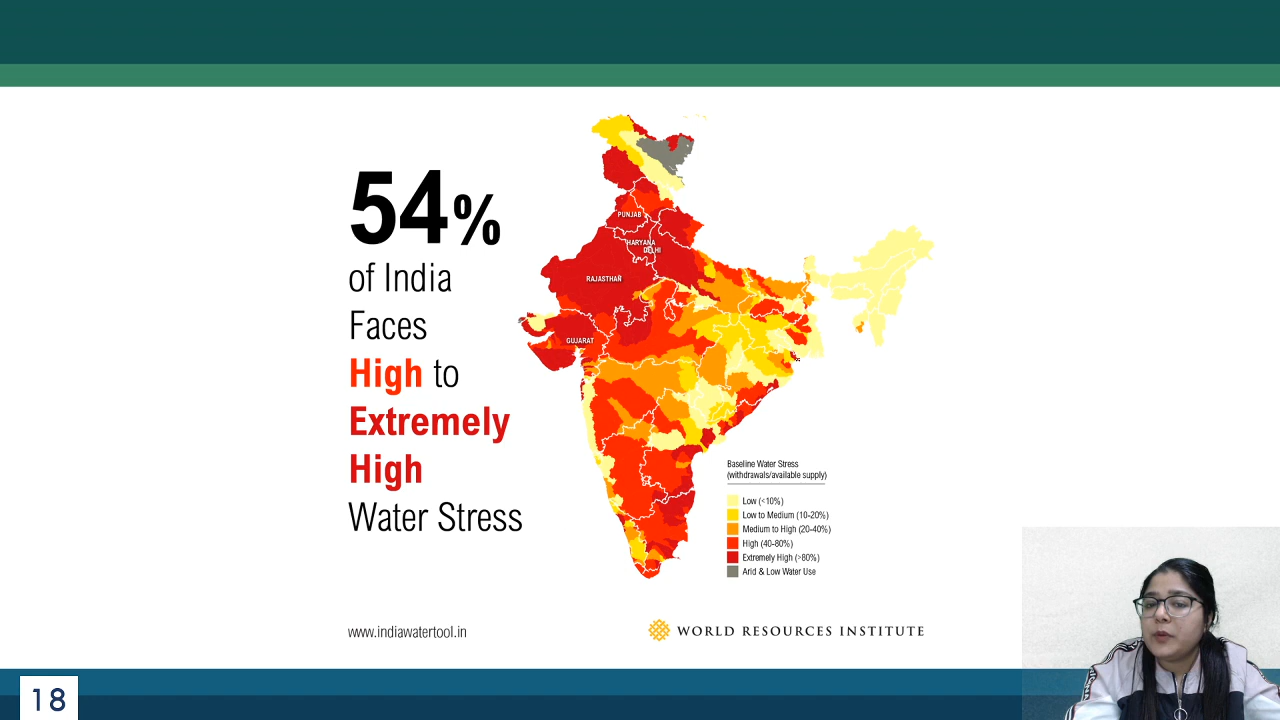 54%
of India
Faces
High to
Extremely
High
Water Stress
PUNJAB
HARYANA
DELHI
RAJASTHAN
GUJARAT
Baseline Water Stress
(withdrawals/available supply)
Low (<10%)
Low to Medium (10-20%)
Medium to High (20-40%)
High (40-80%)
Extremely High (>80%)
Arid & Low Water Use
www.indiawatertool.in
WORLD RESOURCES INSTITUTE
18